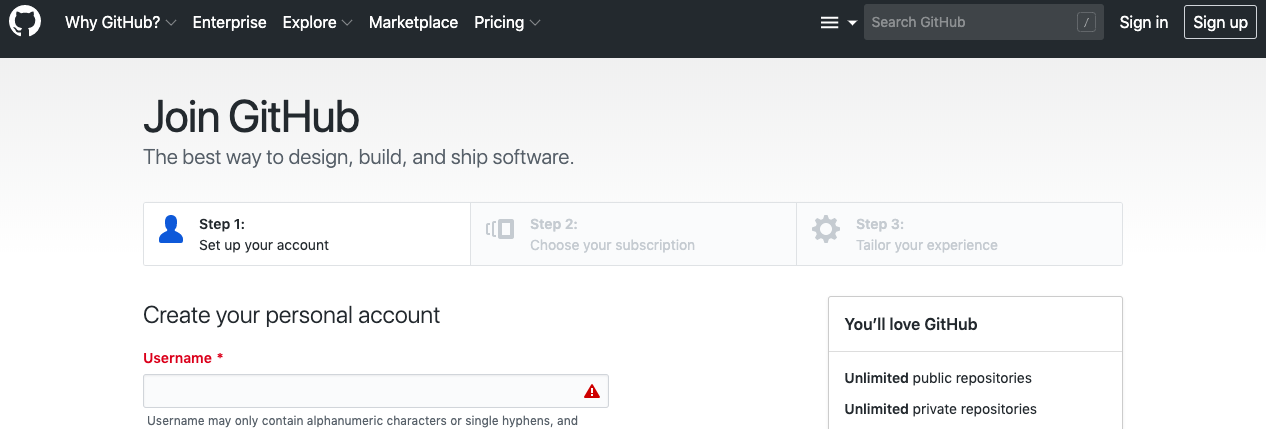 Why GitHub? Enterprise Explore Marketplace Pricing Search GitHub / Sign in Sign up
Join GitHub
The best way to design, build, and ship software.
Step 1:
Set up your account
Step 2:
Choose your subscription
Step 3:
Tailor your experience
Create your personal account
Username *
Username may only contain alphanumeric characters or single hyphens, and
You'll love GitHub
Unlimited public repositories
Unlimited private repositories